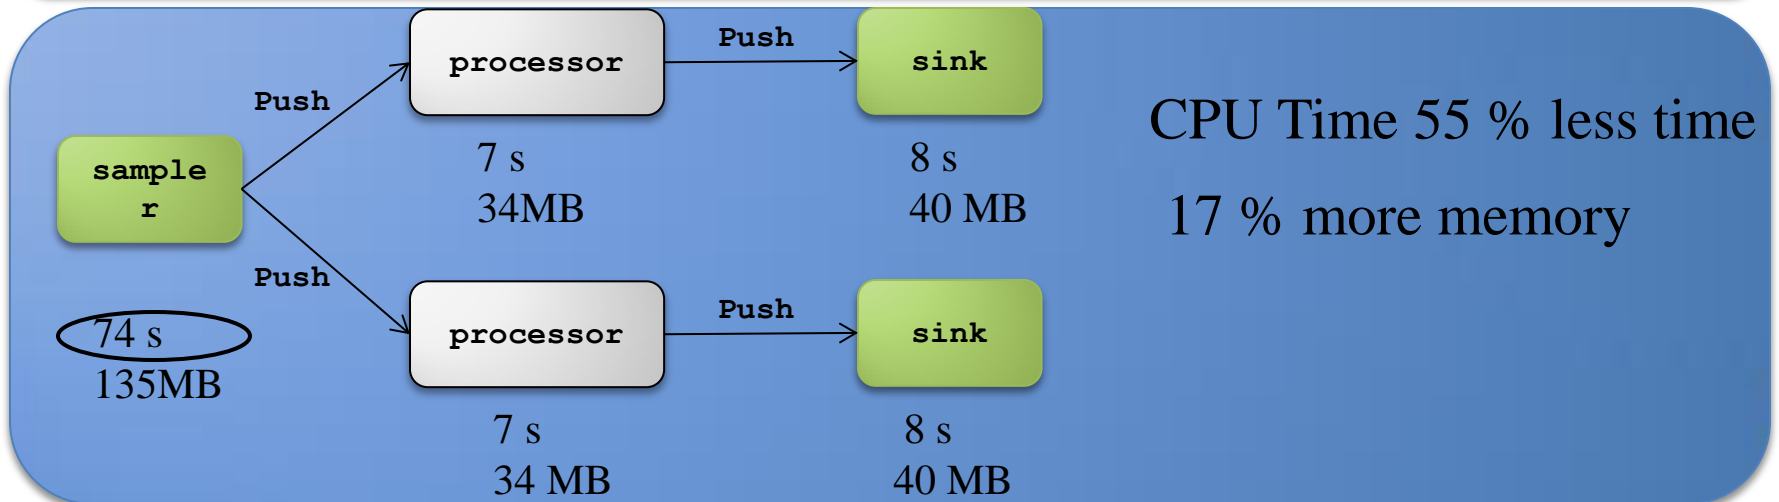 processor
Push
sink
Push
7 s
34MB
8 s
40 MB
CPU Time 55 % less time
17 % more memory
sample
r
Push
74 s
135MB
processor
Push
sink
7 s
34 MB
8 s
40 MB